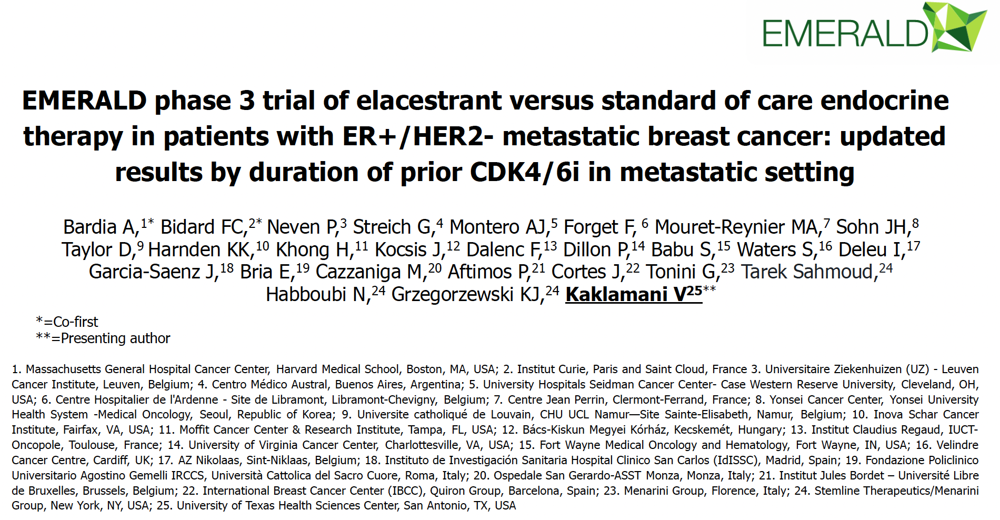 EMERALD
EMERALD phase 3 trial of elacestrant versus standard of care endocrine
therapy in patients with ER+/HER2- metastatic breast cancer: updated
results by duration of prior CDK4/6i in metastatic setting
Bardia A,1* Bidard FC,2* Neven P,3 Streich G,4 Montero AJ,5 Forget F, 6 Mouret-Reynier MA,7 Sohn JH,8
Taylor D,9 Harnden KK,10 Khong H,11 Kocsis J,12 Dalenc F,13 Dillon P,14 Babu S,15 Waters S,16 Deleu I,17
Garcia-Saenz J,18 Bria E,19 Cazzaniga M,20 Aftimos P,21 Cortes J,22 Tonini G,23 Tarek Sahmoud,24
Habboubi N,24 Grzegorzewski KJ,24 Kaklamani V25**
*=Co-first
**=Presenting author
1. Massachusetts General Hospital Cancer Center, Harvard Medical School, Boston, MA, USA; 2. Institut Curie, Paris and Saint Cloud, France 3. Universitaire Ziekenhuizen (UZ) - Leuven
Cancer Institute, Leuven, Belgium; 4. Centro Médico Austral, Buenos Aires, Argentina; 5. University Hospitals Seidman Cancer Center- Case Western Reserve University, Cleveland, OH,
USA; 6. Centre Hospitalier de l'Ardenne - Site de Libramont, Libramont-Chevigny, Belgium; 7. Centre Jean Perrin, Clermont-Ferrand, France; 8. Yonsei Cancer Center, Yonsei University
Health System -Medical Oncology, Seoul, Republic of Korea; 9. Universite catholiqué de Louvain, CHU UCL Namur—Site Sainte-Elisabeth, Namur, Belgium; 10. Inova Schar Cancer
Institute, Fairfax, VA, USA; 11. Moffit Cancer Center & Research Institute, Tampa, FL, USA; 12. Bács-Kiskun Megyei Kórház, Kecskemét, Hungary; 13. Institut Claudius Regaud, IUCT-
Oncopole, Toulouse, France; 14. University of Virginia Cancer Center, Charlottesville, VA, USA; 15. Fort Wayne Medical Oncology and Hematology, Fort Wayne, IN, USA; 16. Velindre
Cancer Centre, Cardiff, UK; 17. AZ Nikolaas, Sint-Niklaas, Belgium; 18. Instituto de Investigación Sanitaria Hospital Clinico San Carlos (IdISSC), Madrid, Spain; 19. Fondazione Policlinico
Universitario Agostino Gemelli IRCCS, Università Cattolica del Sacro Cuore, Roma, Italy; 20. Ospedale San Gerardo-ASST Monza, Monza, Italy; 21. Institut Jules Bordet – Université Libre
de Bruxelles, Brussels, Belgium; 22. International Breast Cancer Center (IBCC), Quiron Group, Barcelona, Spain; 23. Menarini Group, Florence, Italy; 24. Stemline Therapeutics/Menarini
Group, New York, NY, USA; 25. University of Texas Health Sciences Center, San Antonio, TX, USA